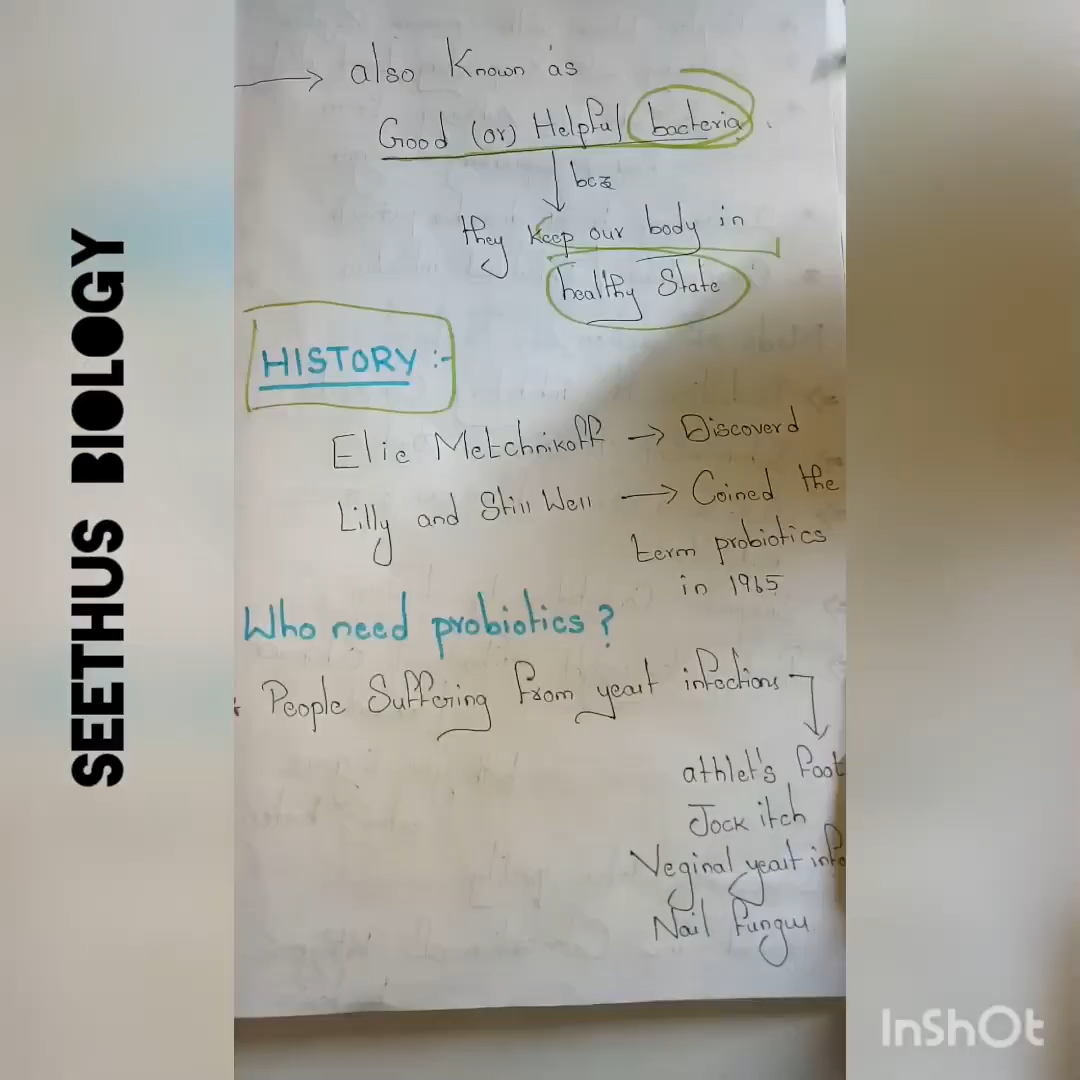 SEETHUS BIOLOGY
→ also Known as
Good (or) Helpful bacteria
bcz
they keep our body in
healthy State
HISTORY :-
Elie Metchnikoff → Discoverd
Lilly and Still Well → Coined the
term probiotics
in 1965
Who need probiotics ?
People Suffering from yeast infections
athlet's foot
Jock itch
Veginal yeast info
Nail fungus
InShOt